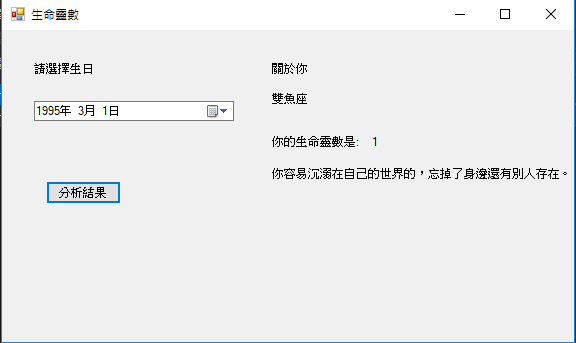 生命靈數
請選擇生日
1995年 3月 1日
分析結果
關於你
雙魚座
你的生命靈數是: 1
你容易沉溺在自己的世界的，忘掉了身邊還有別人存在。